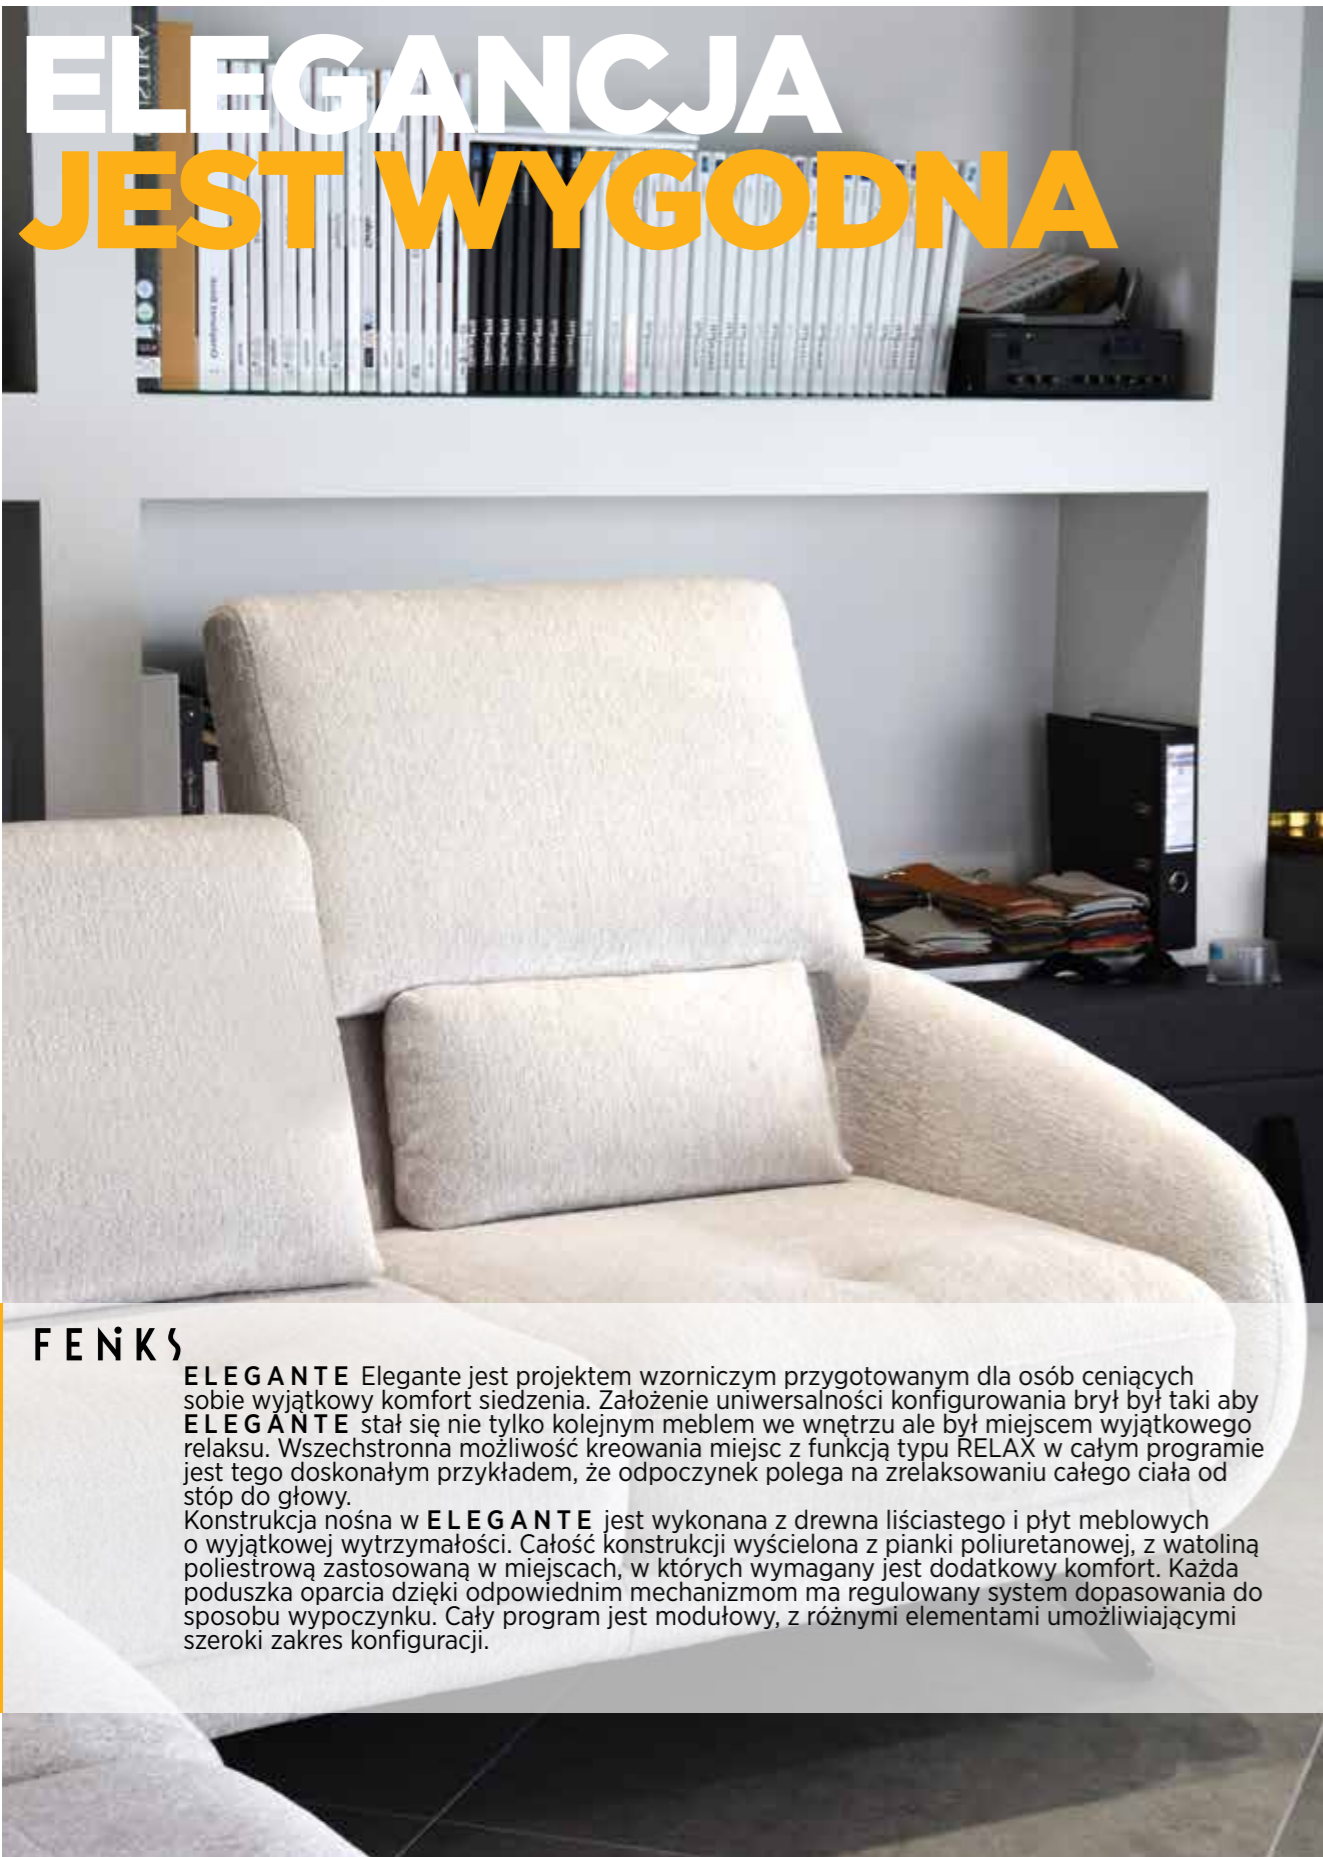 ELEGANCJA
JEST WYGODNA
FENiKS
ELEGANTE Elegante jest projektem wzorniczym przygotowanym dla osób ceniących
sobie wyjątkowy komfort siedzenia. Założenie uniwersalności konfigurowania brył był taki aby
ELEGANTE stał się nie tylko kolejnym meblem we wnętrzu ale był miejscem wyjątkowego
relaksu. Wszechstronna możliwość kreowania miejsc z funkcją typu RELAX w całym programie
jest tego doskonałym przykładem, że odpoczynek polega na zrelaksowaniu całego ciała od
stóp do głowy.
Konstrukcja nośna w ELEGANTE jest wykonana z drewna liściastego i płyt meblowych
o wyjątkowej wytrzymałości. Całość konstrukcji wyścielona z pianki poliuretanowej, z watoliną
poliestrową zastosowaną w miejscach, w których wymagany jest dodatkowy komfort. Każda
poduszka oparcia dzięki odpowiednim mechanizmom ma regulowany system dopasowania do
sposobu wypoczynku. Cały program jest modułowy, z różnymi elementami umożliwiającymi
szeroki zakres konfiguracji.